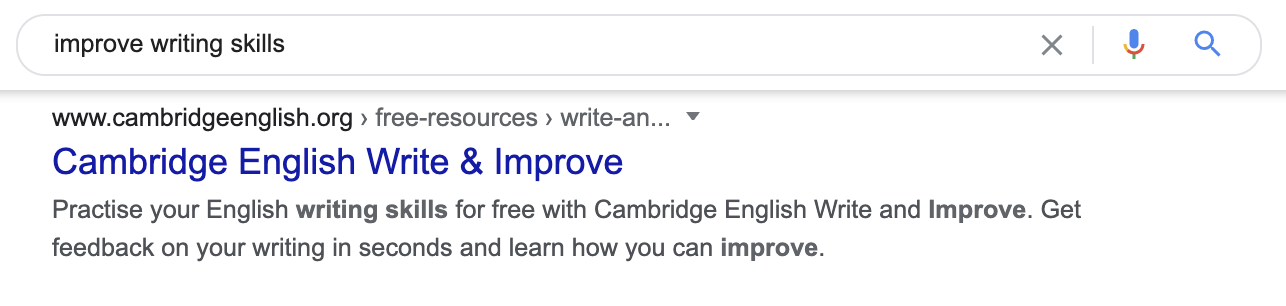 improve writing skills
www.cambridgeenglish.org › free-resources › write-an...
Cambridge English Write & Improve
Practise your English writing skills for free with Cambridge English Write and Improve. Get
feedback on your writing in seconds and learn how you can improve.